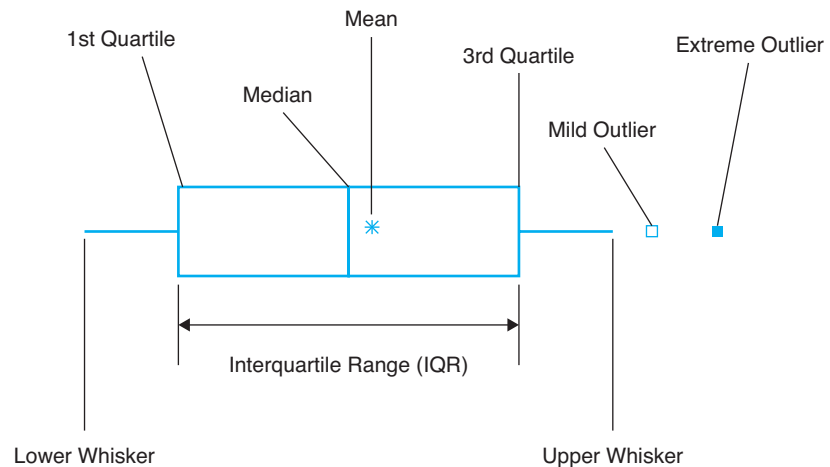 Mean
1st Quartile
Extreme Outlier
3rd Quartile
Median
Mild Outlier
Interquartile Range (IQR)
Lower Whisker
Upper Whisker